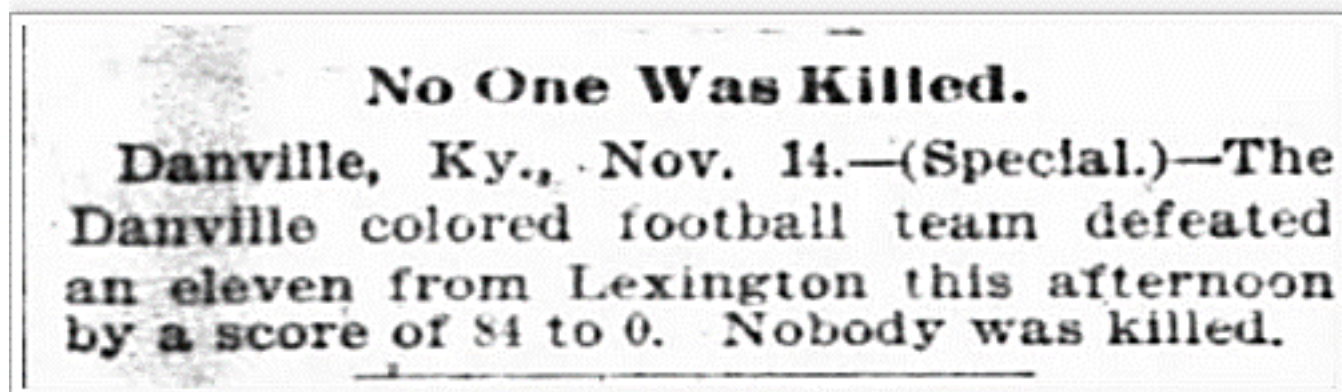 No One Was Killed.
Danville, Ky., Nov. 14.—(Special.)—The
Danville colored football team defeated
an eleven from Lexington this afternoon
by a score of 84 to 0. Nobody was killed.